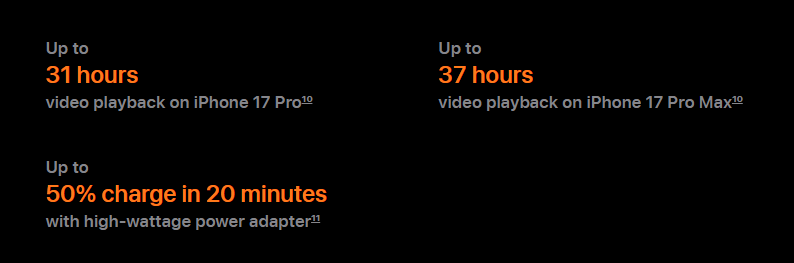 Up to
31 hours
video playback on iPhone 17 Pro¹⁰
Up to
37 hours
video playback on iPhone 17 Pro Max¹⁰
Up to
50% charge in 20 minutes
with high-wattage power adapter¹¹